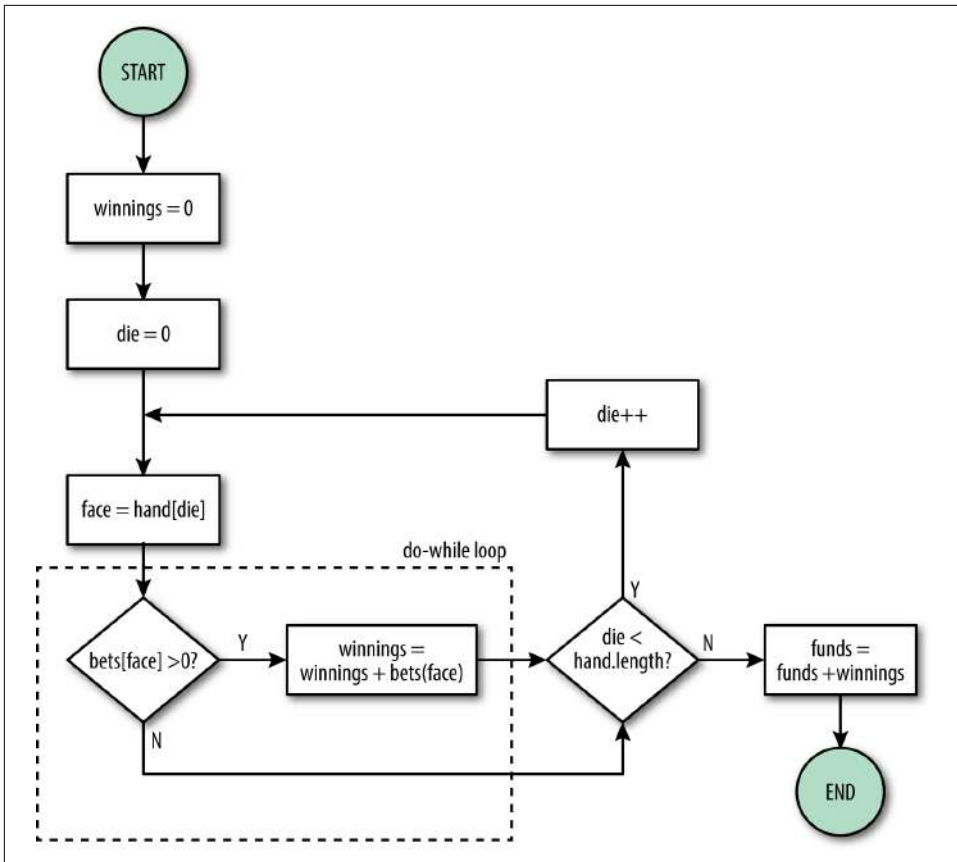 START
winnings = 0
die = 0
die++
face = hand[die]
do-while loop
bets[face] >0?
Y
winnings =
winnings + bets(face)
N
die <
hand.length?
Y
N
funds =
funds +winnings
END